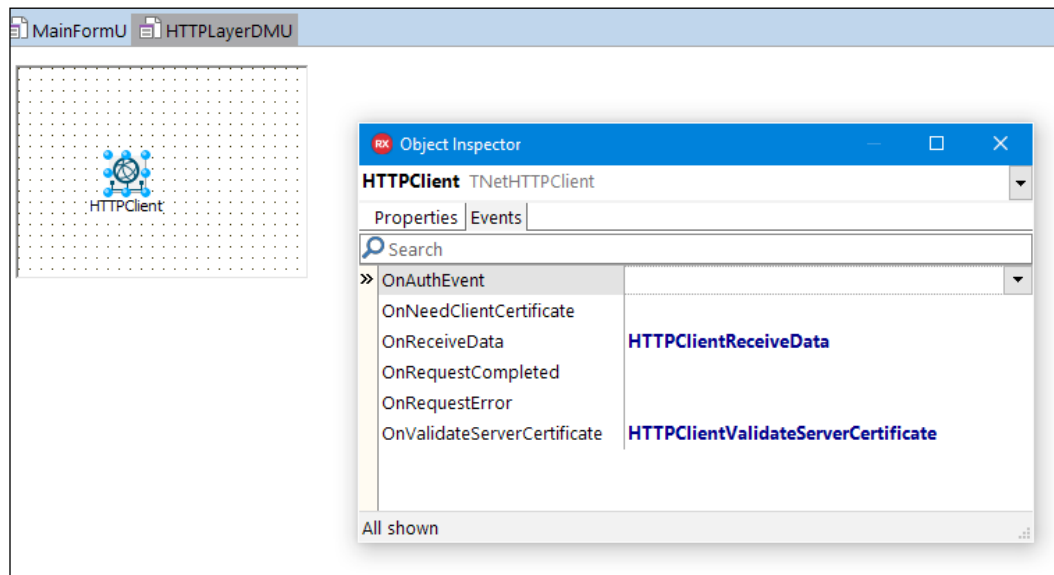 MainFormU HTTPLayerDMU
HTTPClient
RX Object Inspector
HTTPClient TNetHTTPClient
Properties Events
Search
» OnAuthEvent
OnNeedClientCertificate
OnReceiveData HTTPClientReceiveData
OnRequestCompleted
OnRequestError
OnValidateServerCertificate HTTPClientValidateServerCertificate
All shown